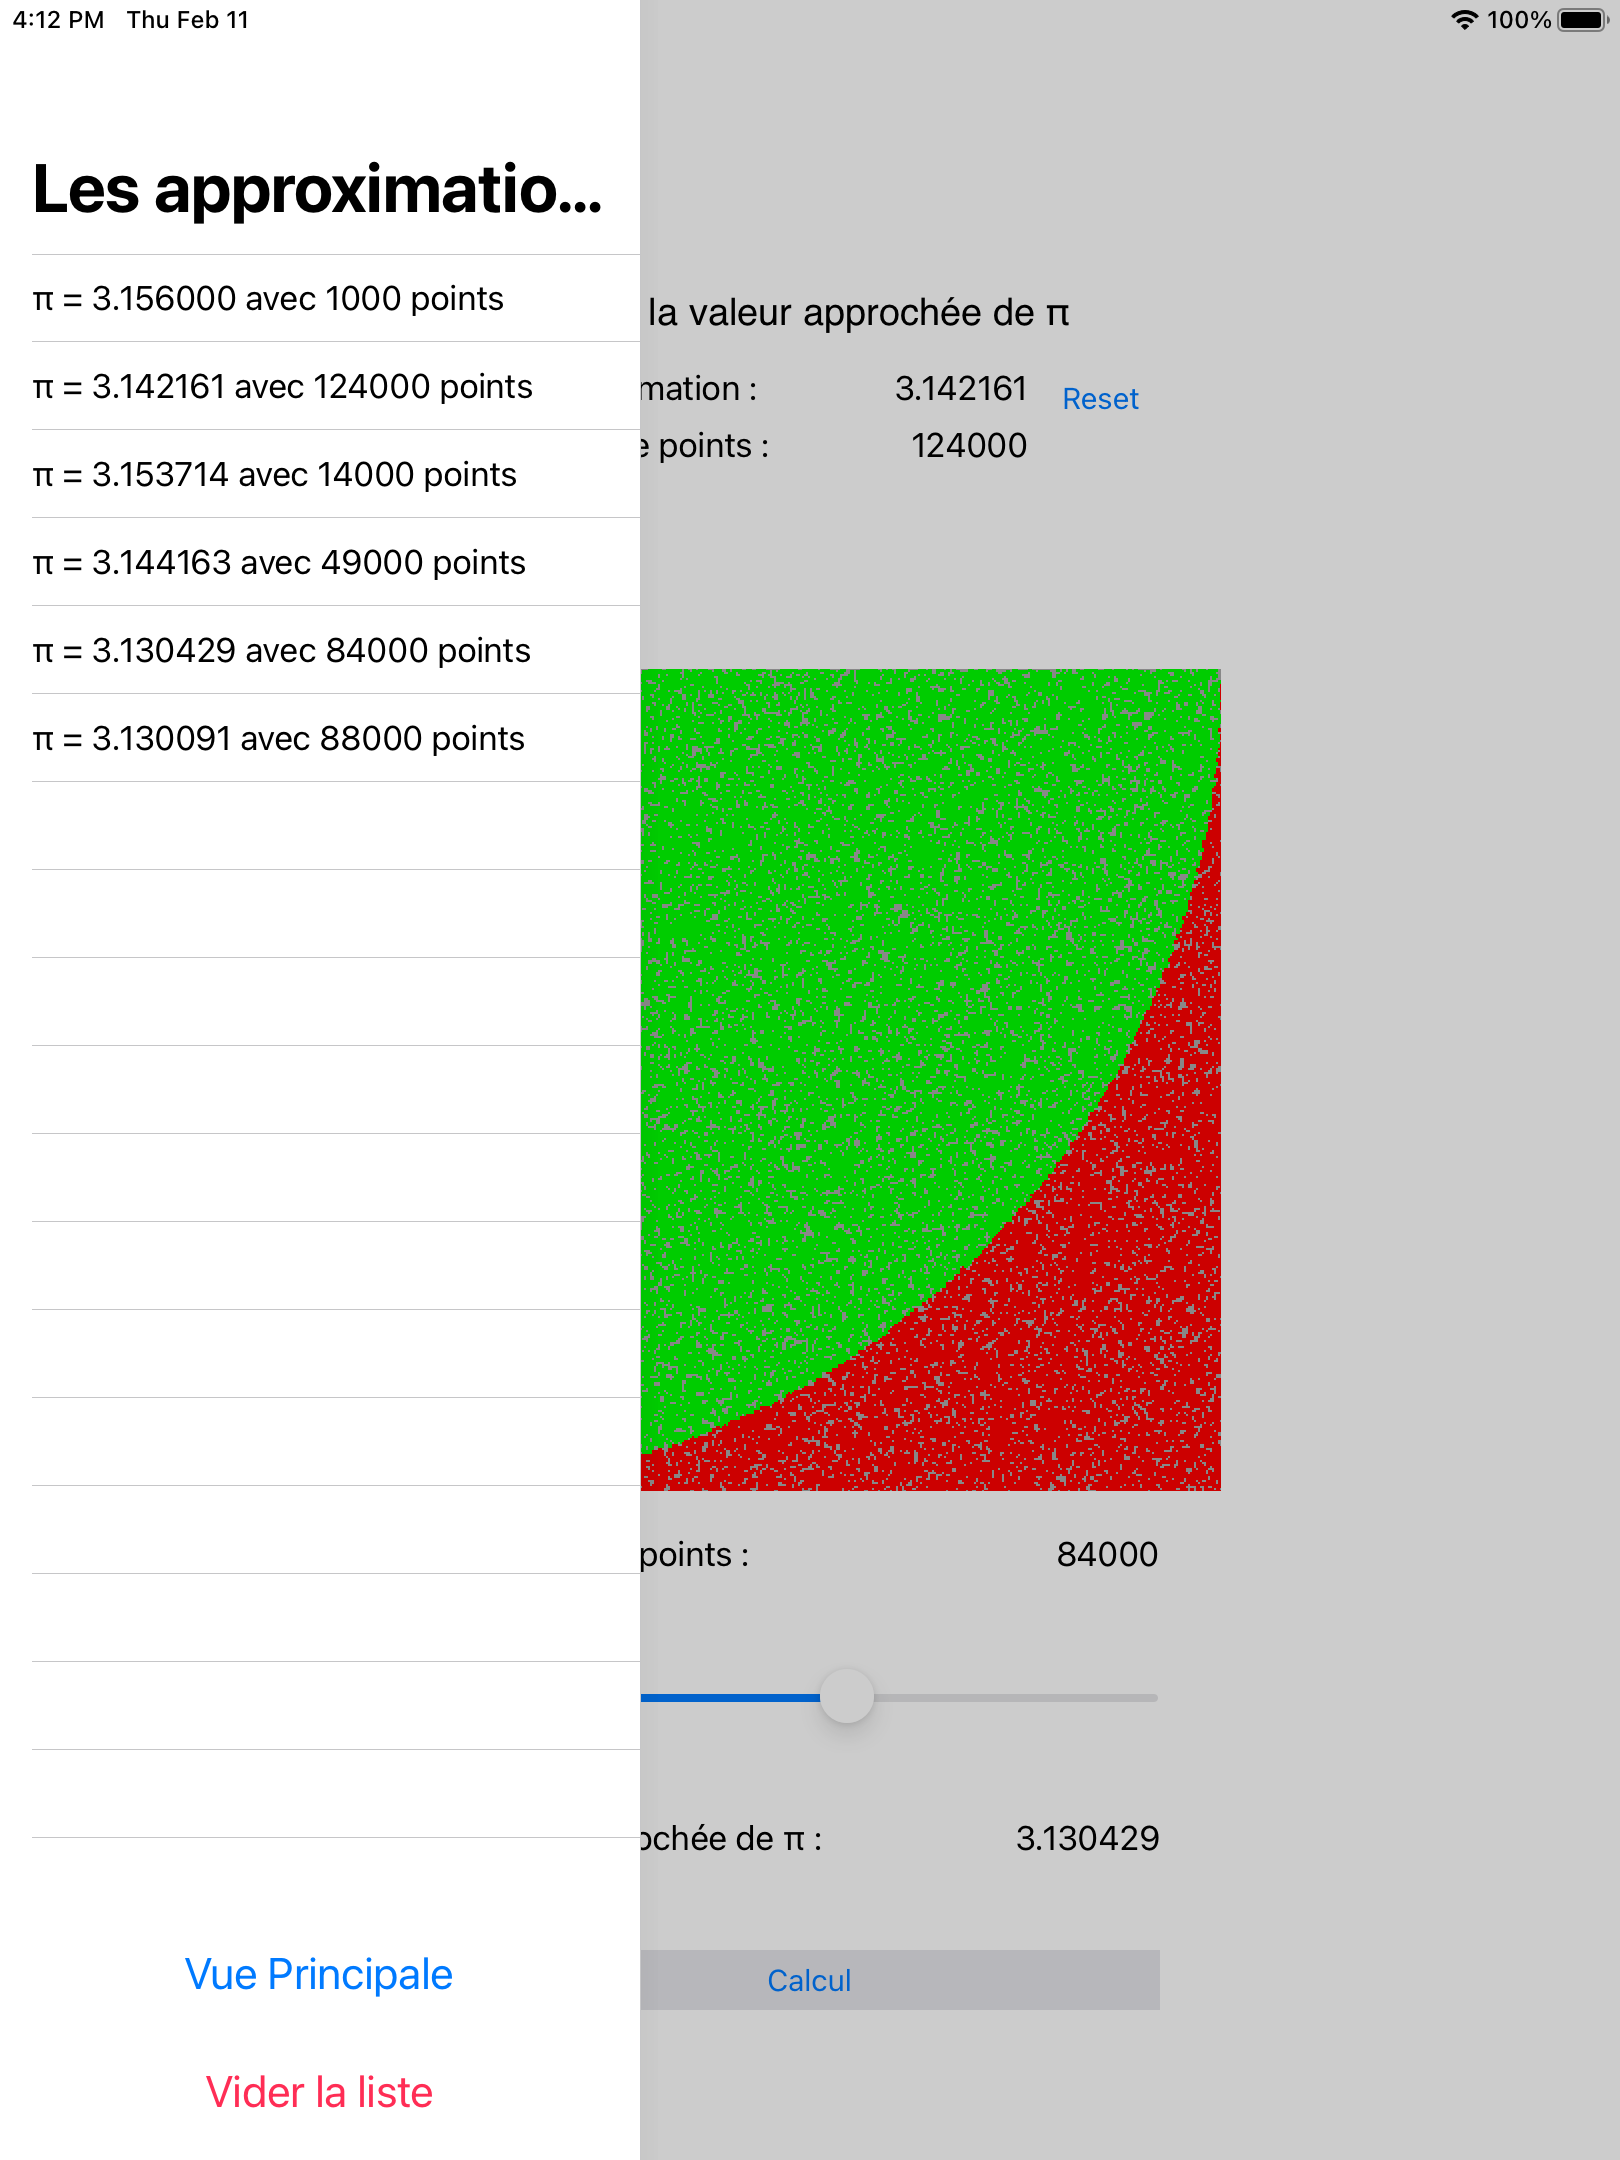 4:12 PM Thu Feb 11
100%
Les approximatio...
π = 3.156000 avec 1000 points
π = 3.142161 avec 124000 points
π = 3.153714 avec 14000 points
π = 3.144163 avec 49000 points
π = 3.130429 avec 84000 points
π = 3.130091 avec 88000 points
Vue Principale
Vider la liste
la valeur approchée de π
mation : 3.142161 Reset
e points : 124000
points : 84000
ochée de π : 3.130429
Calcul